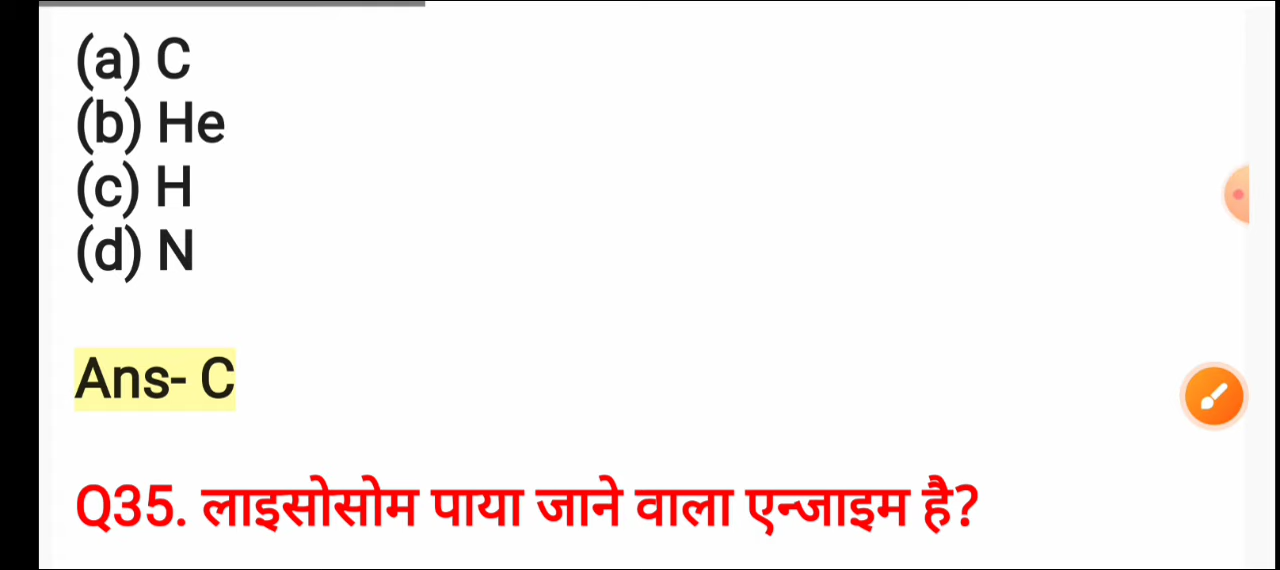 (a) C
(b) He
(c) H
(d) N
Ans- C
Q35. लाइसोसोम पाया जाने वाला एन्जाइम है?